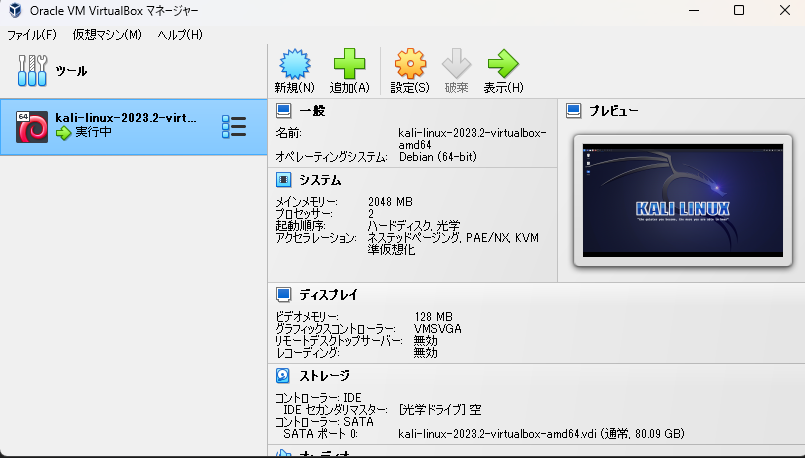 Oracle VM VirtualBox マネージャー
ファイル(F) 仮想マシン(M) ヘルプ(H)
ツール
新規(N) 追加(A) 設定(S) 破棄 表示(H)
64
kali-linux-2023.2-virt...
実行中
一般
名前: kali-linux-2023.2-virtualbox-
amd64
オペレーティングシステム: Debian (64-bit)
プレビュー
KALI LINUX
システム
メインメモリー: 2048 MB
プロセッサー: 2
起動順序: ハードディスク, 光学
アクセラレーション: ネステッドページング, PAE/NX, KVM
準仮想化
ディスプレイ
ビデオメモリー: 128 MB
グラフィックスコントローラー: VMSVGA
リモートデスクトップサーバー: 無効
レコーディング: 無効
ストレージ
コントローラー: IDE
IDE セカンダリマスター: [光学ドライブ] 空
コントローラー: SATA
SATA ポート 0: kali-linux-2023.2-virtualbox-amd64.vdi (通常, 80.09 GB)
オーディオ